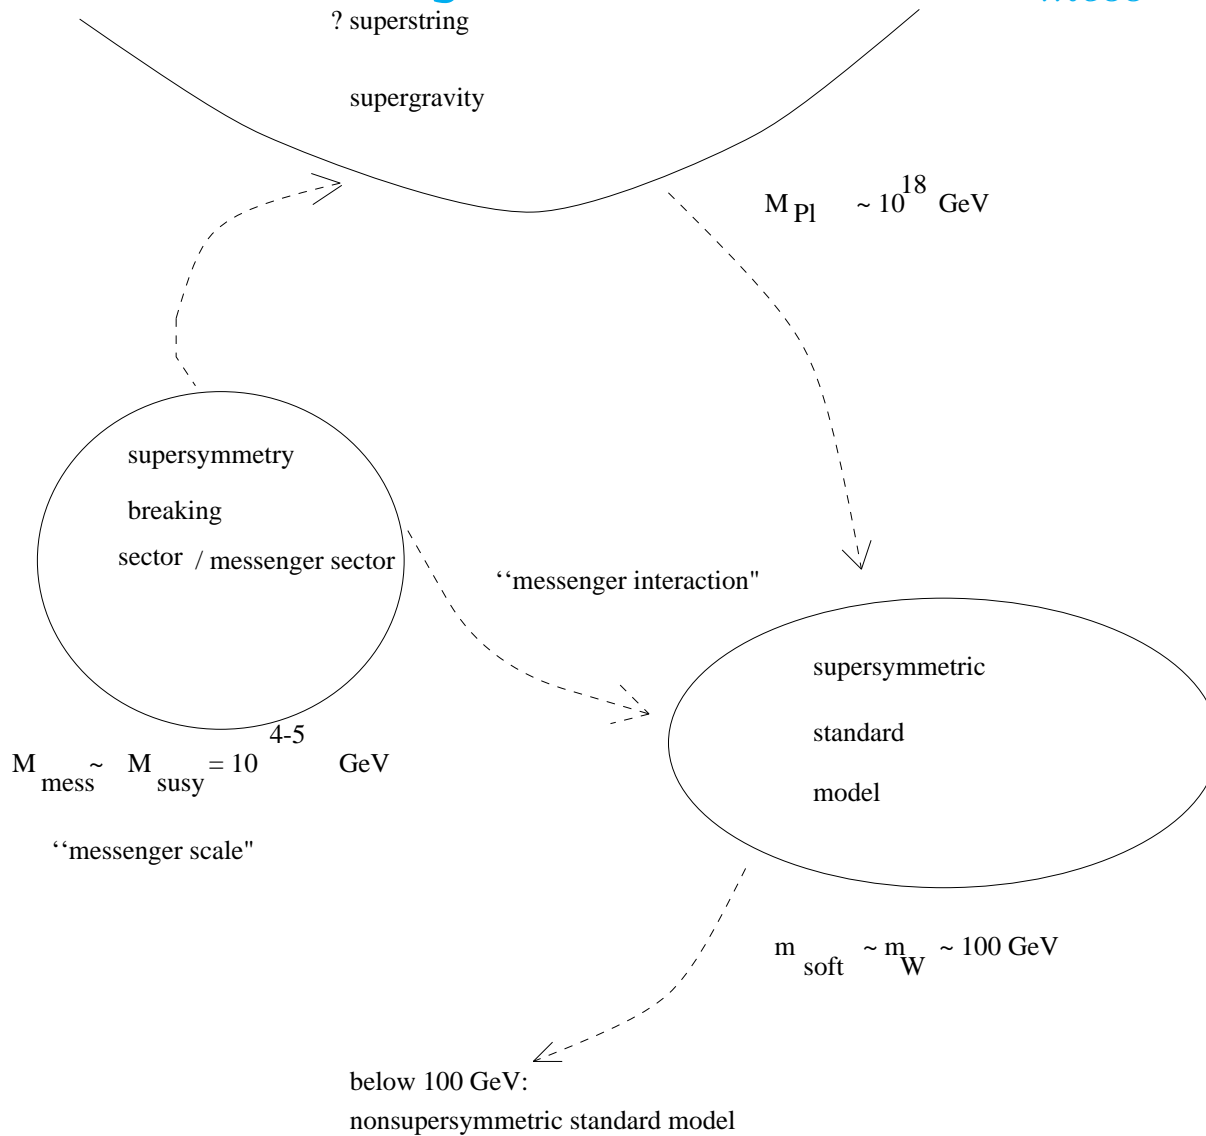 ? superstring
supergravity
M Pl ~ 10^18 GeV
supersymmetry
breaking
sector / messenger sector
‘‘messenger interaction"
supersymmetric
standard
model
M mess ~ M susy = 10^4-5 GeV
‘‘messenger scale"
m soft ~ m W ~ 100 GeV
below 100 GeV:
nonsupersymmetric standard model